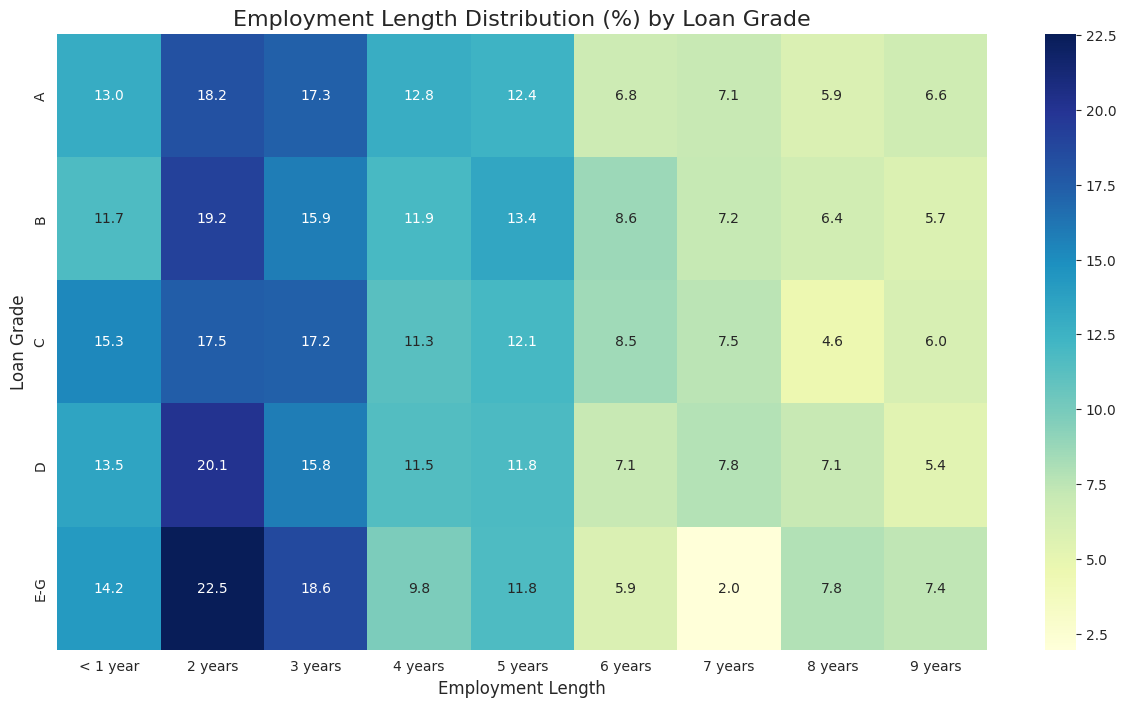 Employment Length Distribution (%) by Loan Grade
Loan Grade
A 13.0 18.2 17.3 12.8 12.4 6.8 7.1 5.9 6.6
B 11.7 19.2 15.9 11.9 13.4 8.6 7.2 6.4 5.7
C 15.3 17.5 17.2 11.3 12.1 8.5 7.5 4.6 6.0
D 13.5 20.1 15.8 11.5 11.8 7.1 7.8 7.1 5.4
E-G 14.2 22.5 18.6 9.8 11.8 5.9 2.0 7.8 7.4
< 1 year 2 years 3 years 4 years 5 years 6 years 7 years 8 years 9 years
Employment Length
22.5
20.0
17.5
15.0
12.5
10.0
7.5
5.0
2.5